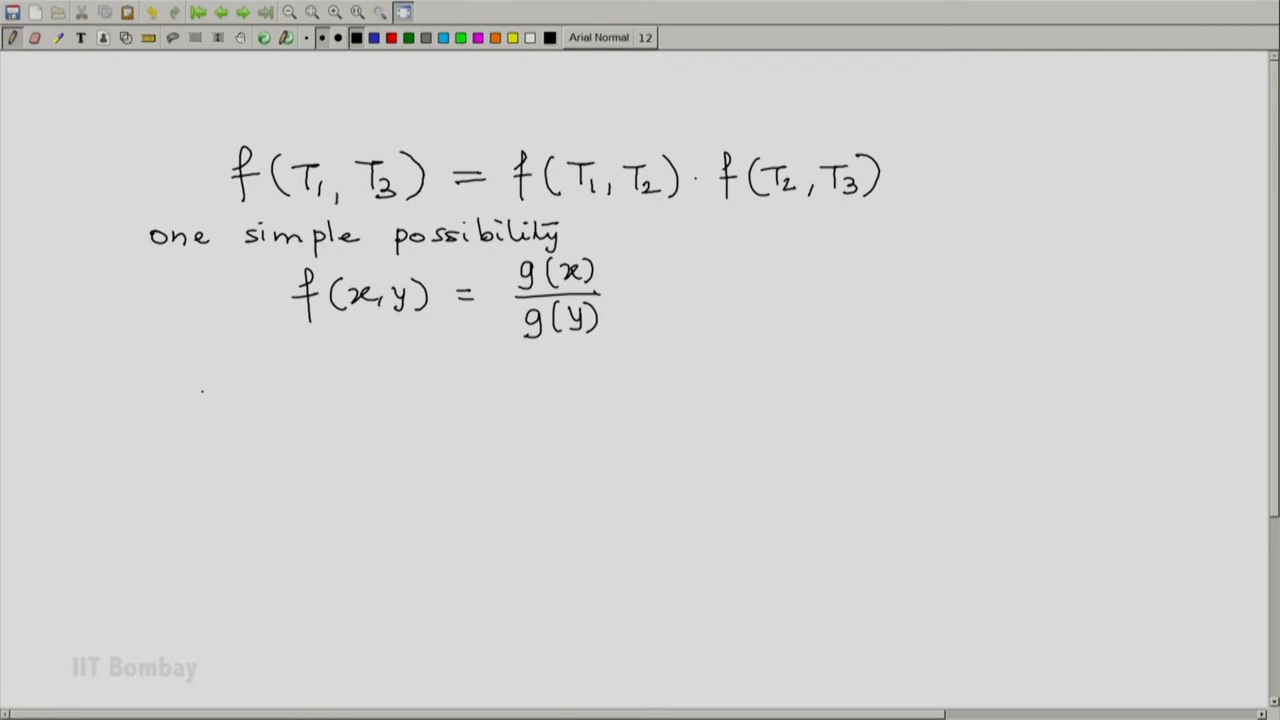 Arial Normal 12
f(T₁, T₃) = f(T₁, T₂) · f(T₂, T₃)
one simple possibility
f(x, y) = g(x) / g(y)
IIT Bombay